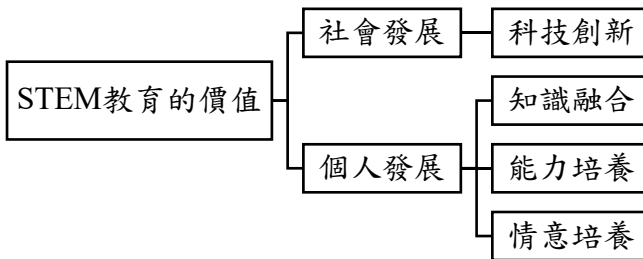 STEM教育的價值
社會發展
科技創新
個人發展
知識融合
能力培養
情意培養